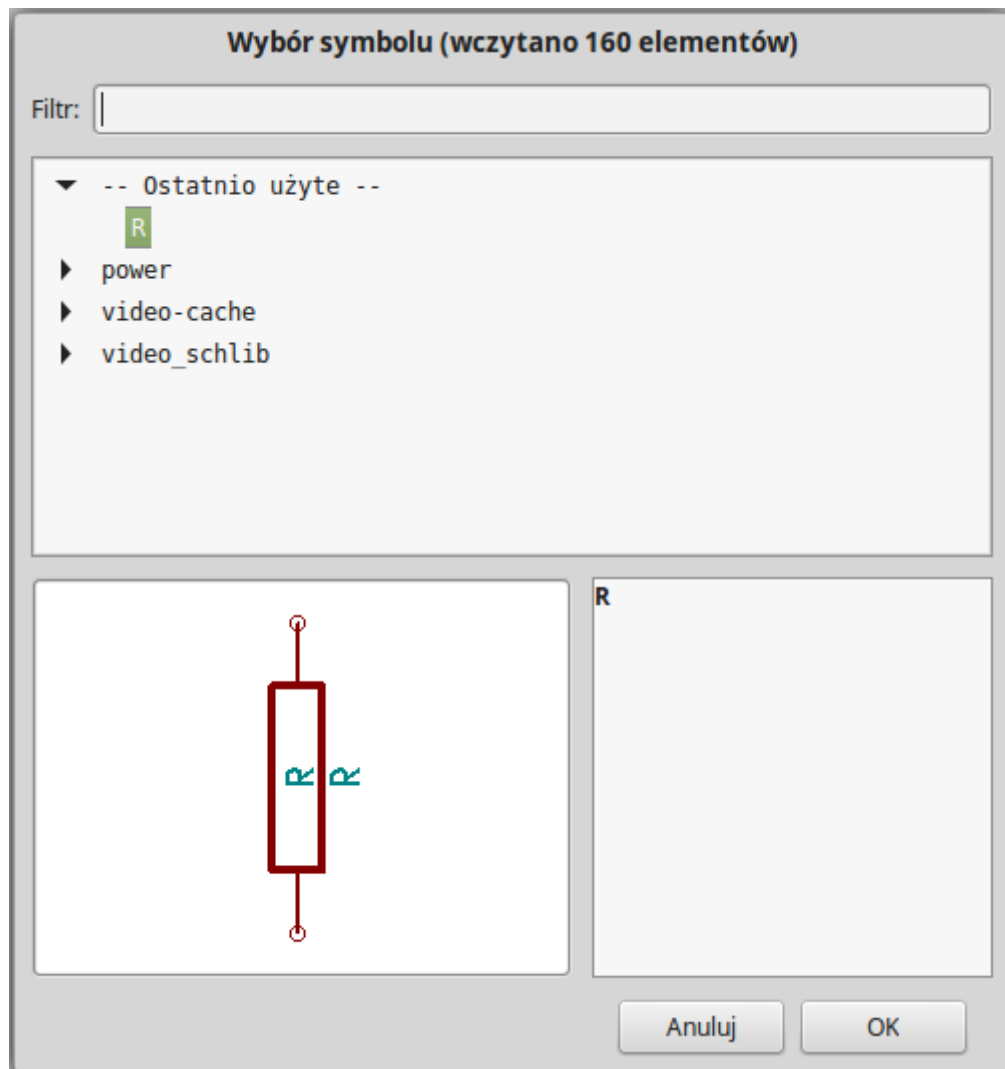 Wybór symbolu (wczytano 160 elementów)
Filtr:
-- Ostatnio użyte --
R
power
video-cache
video_schlib
R R
R
Anuluj OK